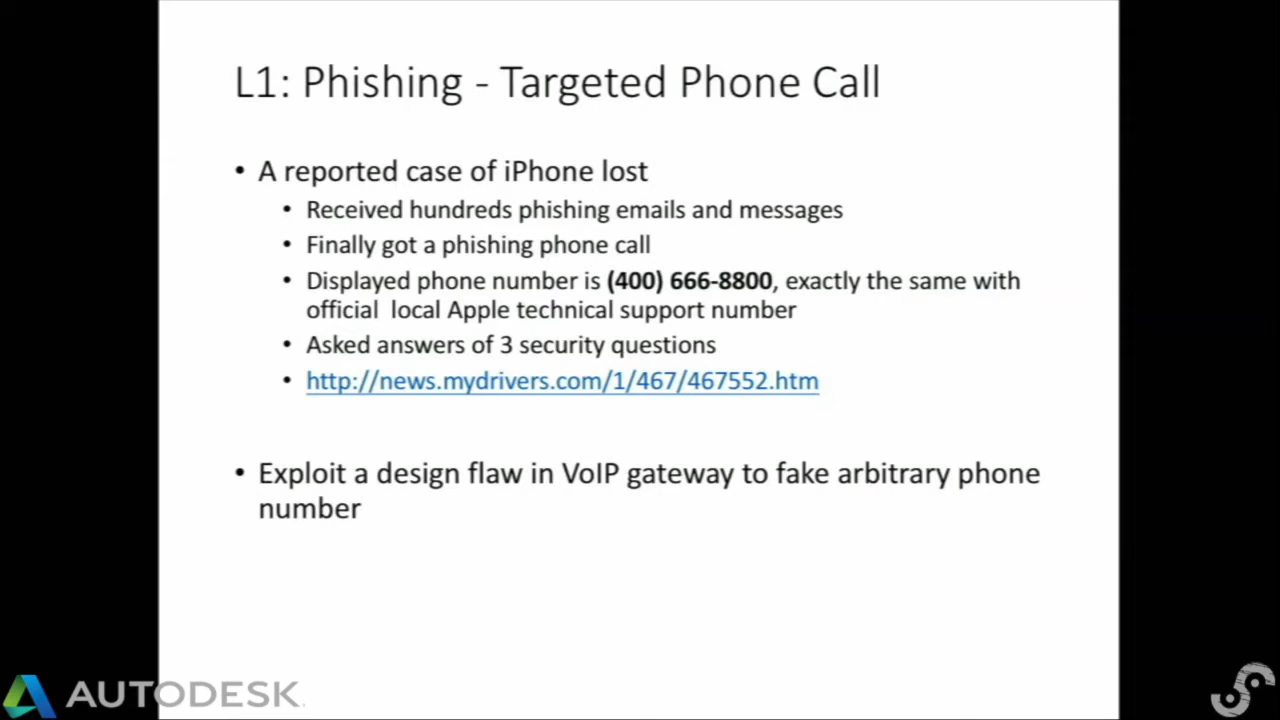 L1: Phishing - Targeted Phone Call
• A reported case of iPhone lost
• Received hundreds phishing emails and messages
• Finally got a phishing phone call
• Displayed phone number is (400) 666-8800, exactly the same with
official local Apple technical support number
• Asked answers of 3 security questions
• http://news.mydrivers.com/1/467/467552.htm
• Exploit a design flaw in VoIP gateway to fake arbitrary phone
number
AUTODESK